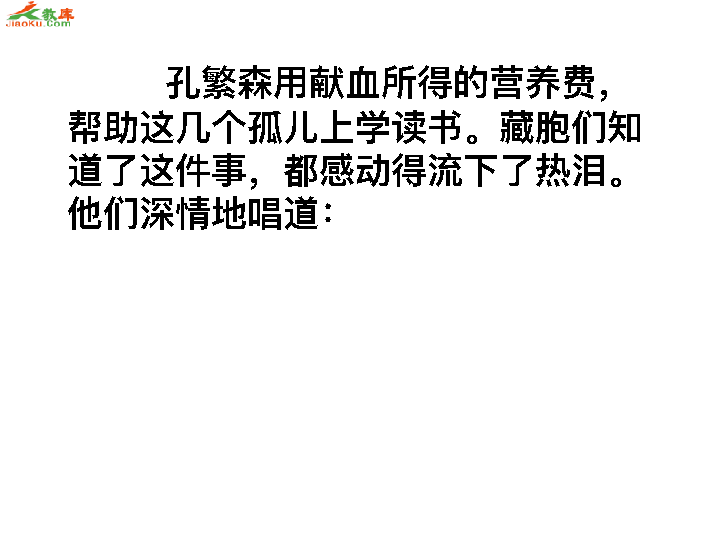 教库
JiaoKu.Com
孔繁森用献血所得的营养费，
帮助这几个孤儿上学读书。藏胞们知
道了这件事，都感动得流下了热泪。
他们深情地唱道：